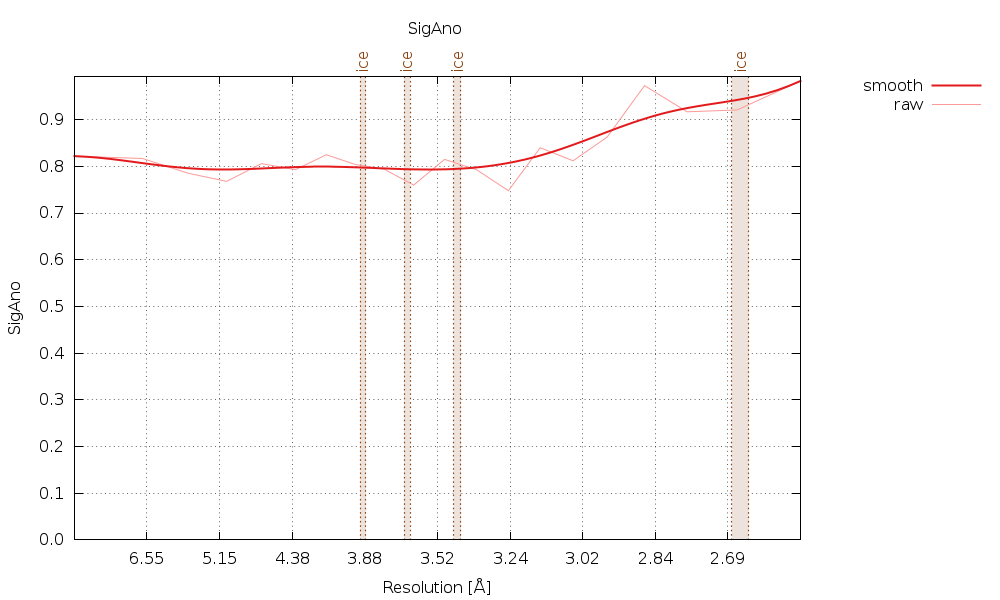 SigAno
ice
ice
ice
ice
smooth
raw
0.9
0.8
0.7
0.6
0.5
0.4
0.3
0.2
0.1
0.0
SigAno
6.55 5.15 4.38 3.88 3.52 3.24 3.02 2.84 2.69
Resolution [Å]